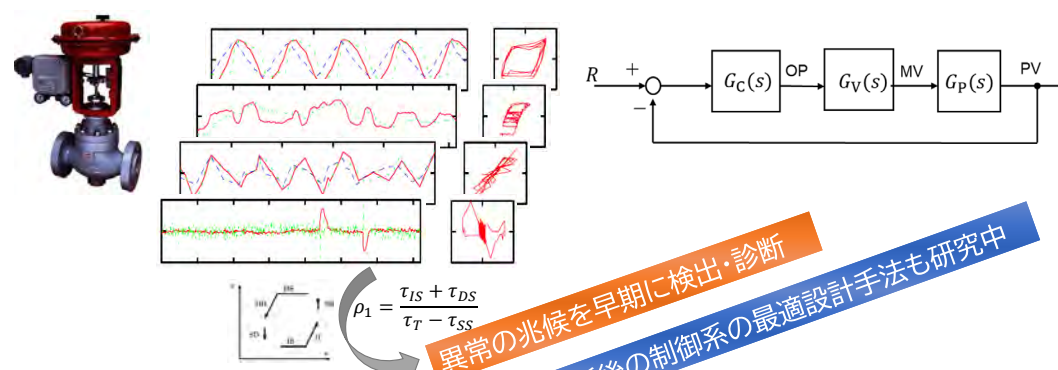 R
+
−
G_C(s)
OP
G_V(s)
MV
G_P(s)
PV
ρ_1 = (τ_IS + τ_DS) / (τ_T − τ_SS)
異常の兆候を早期に検出・診断
後の制御系の最適設計手法も研究中